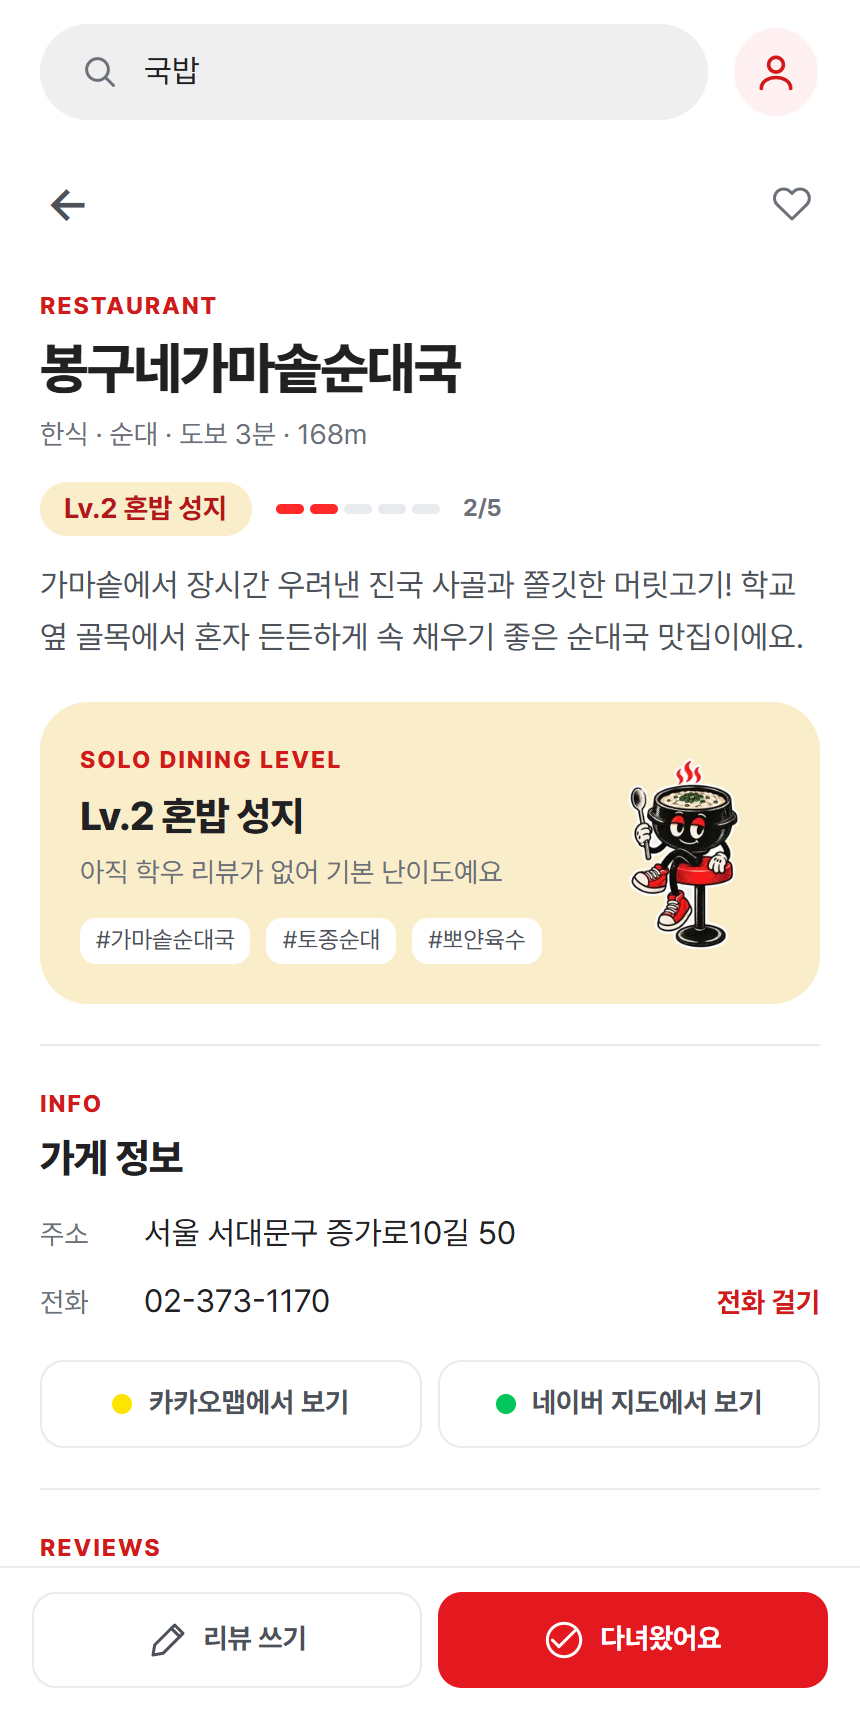 국밥
RESTAURANT
봉구네가마솥순대국
한식 · 순대 · 도보 3분 · 168m
Lv.2 혼밥 성지 2/5
가마솥에서 장시간 우려낸 진국 사골과 쫄깃한 머릿고기! 학교
옆 골목에서 혼자 든든하게 속 채우기 좋은 순대국 맛집이에요.
SOLO DINING LEVEL
Lv.2 혼밥 성지
아직 학우 리뷰가 없어 기본 난이도예요
#가마솥순대국 #토종순대 #뽀얀육수
INFO
가게 정보
주소 서울 서대문구 증가로10길 50
전화 02-373-1170 전화 걸기
카카오맵에서 보기 네이버 지도에서 보기
REVIEWS
리뷰 쓰기 다녀왔어요